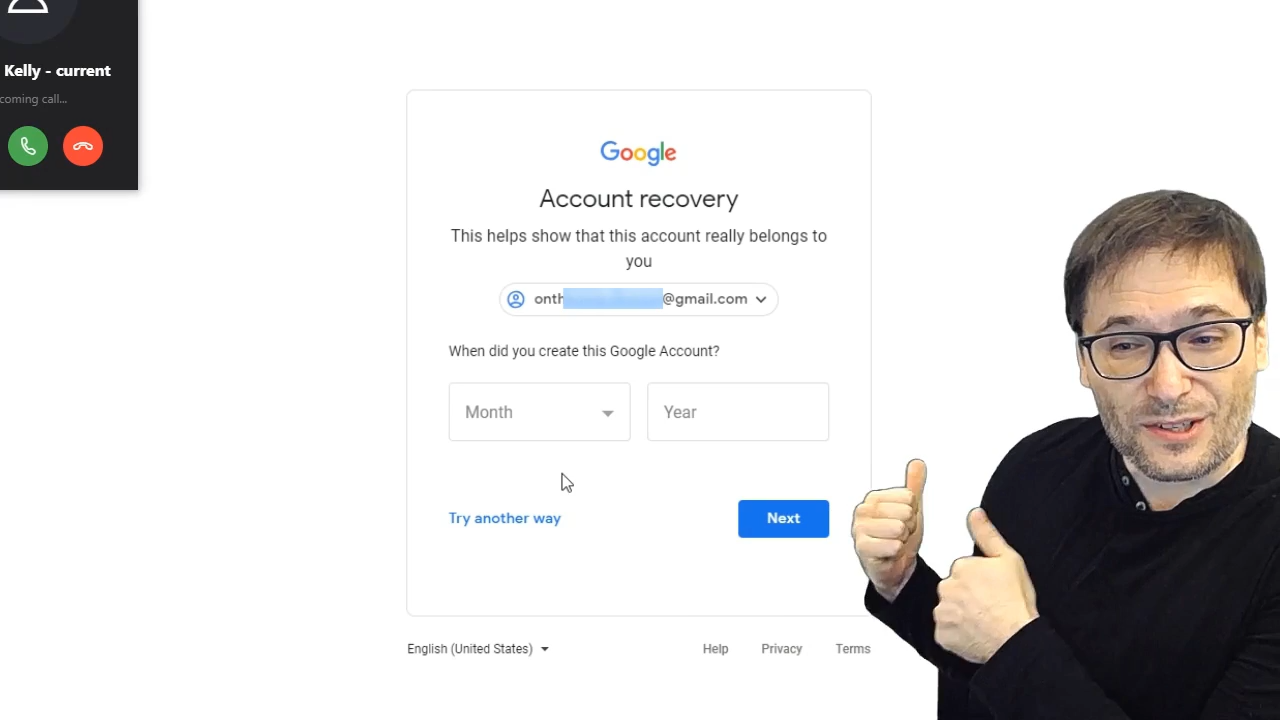 Kelly - current
coming call...
Google
Account recovery
This helps show that this account really belongs to
you
onth @gmail.com
When did you create this Google Account?
Month
Year
Try another way
Next
English (United States)
Help
Privacy
Terms